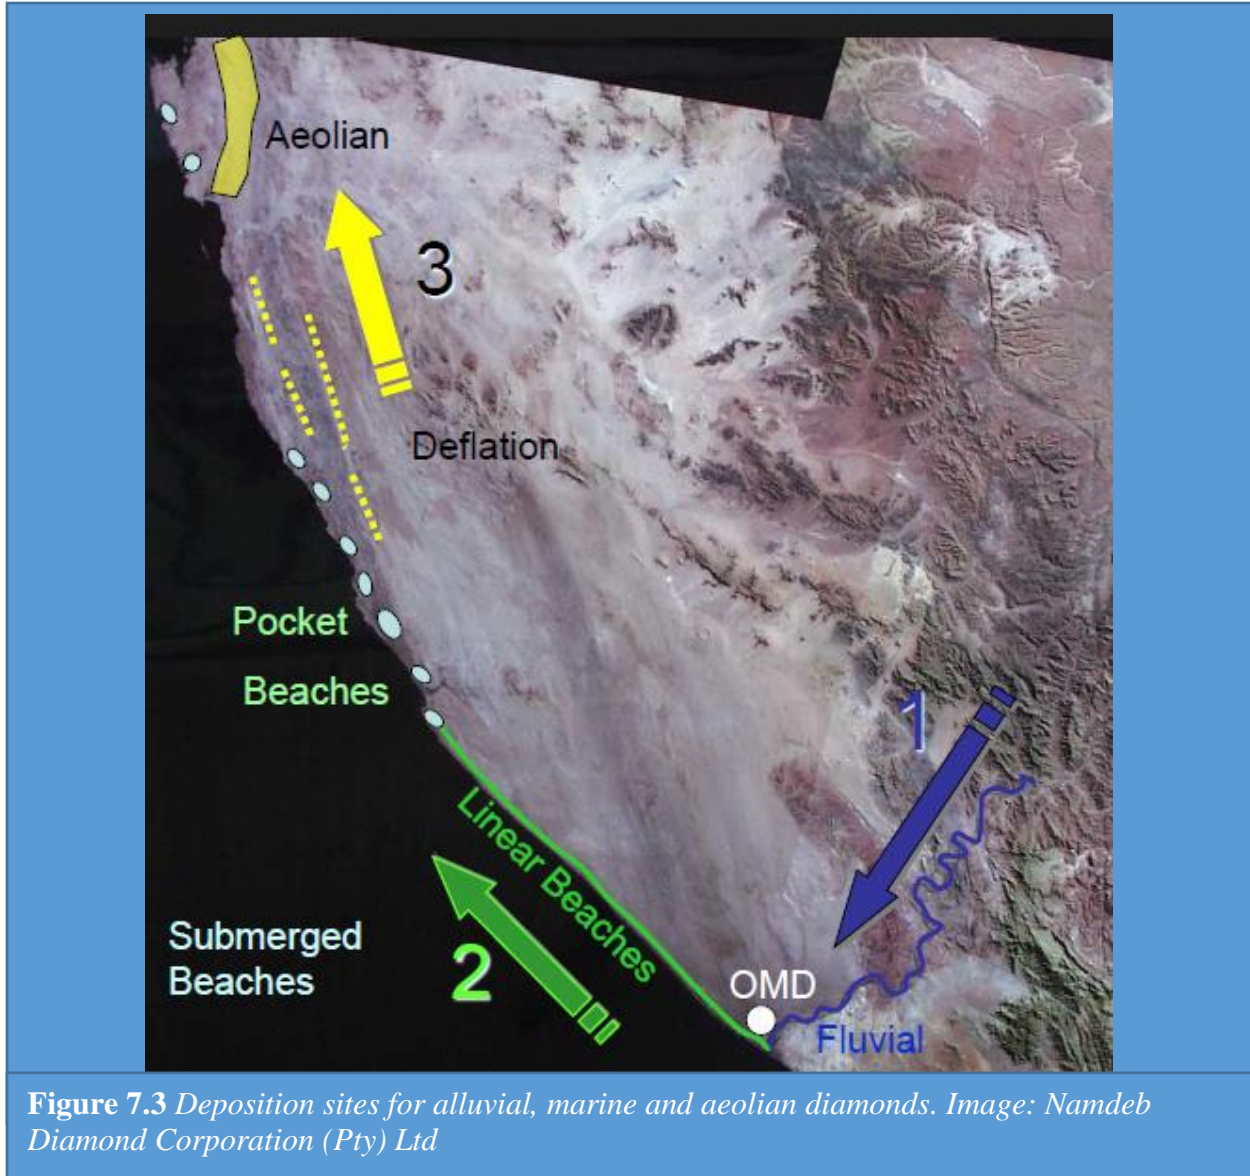 Aeolian
3
Deflation
Pocket
Beaches
1
Linear Beaches
Submerged
Beaches
2
OMD
Fluvial
Figure 7.3 Deposition sites for alluvial, marine and aeolian diamonds. Image: Namdeb
Diamond Corporation (Pty) Ltd